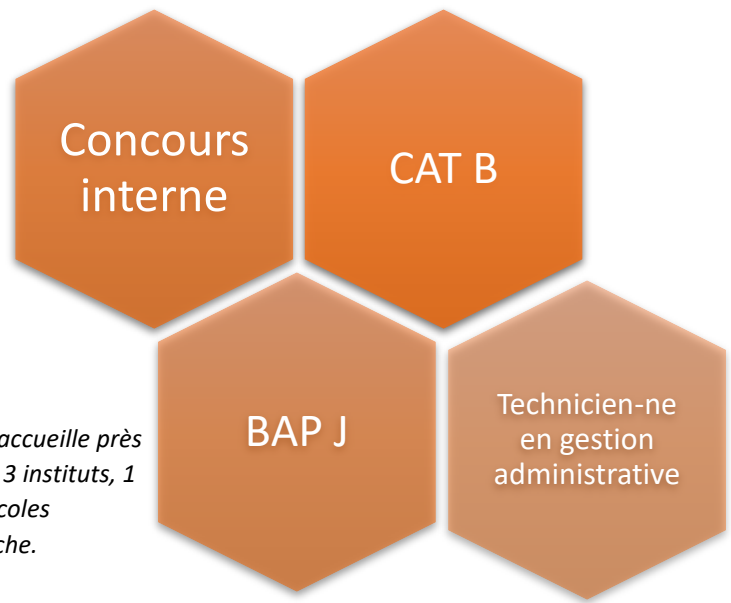 Concours
interne
CAT B
BAP J
Technicien-ne
en gestion
administrative
accueille près
3 instituts, 1
coles
che.